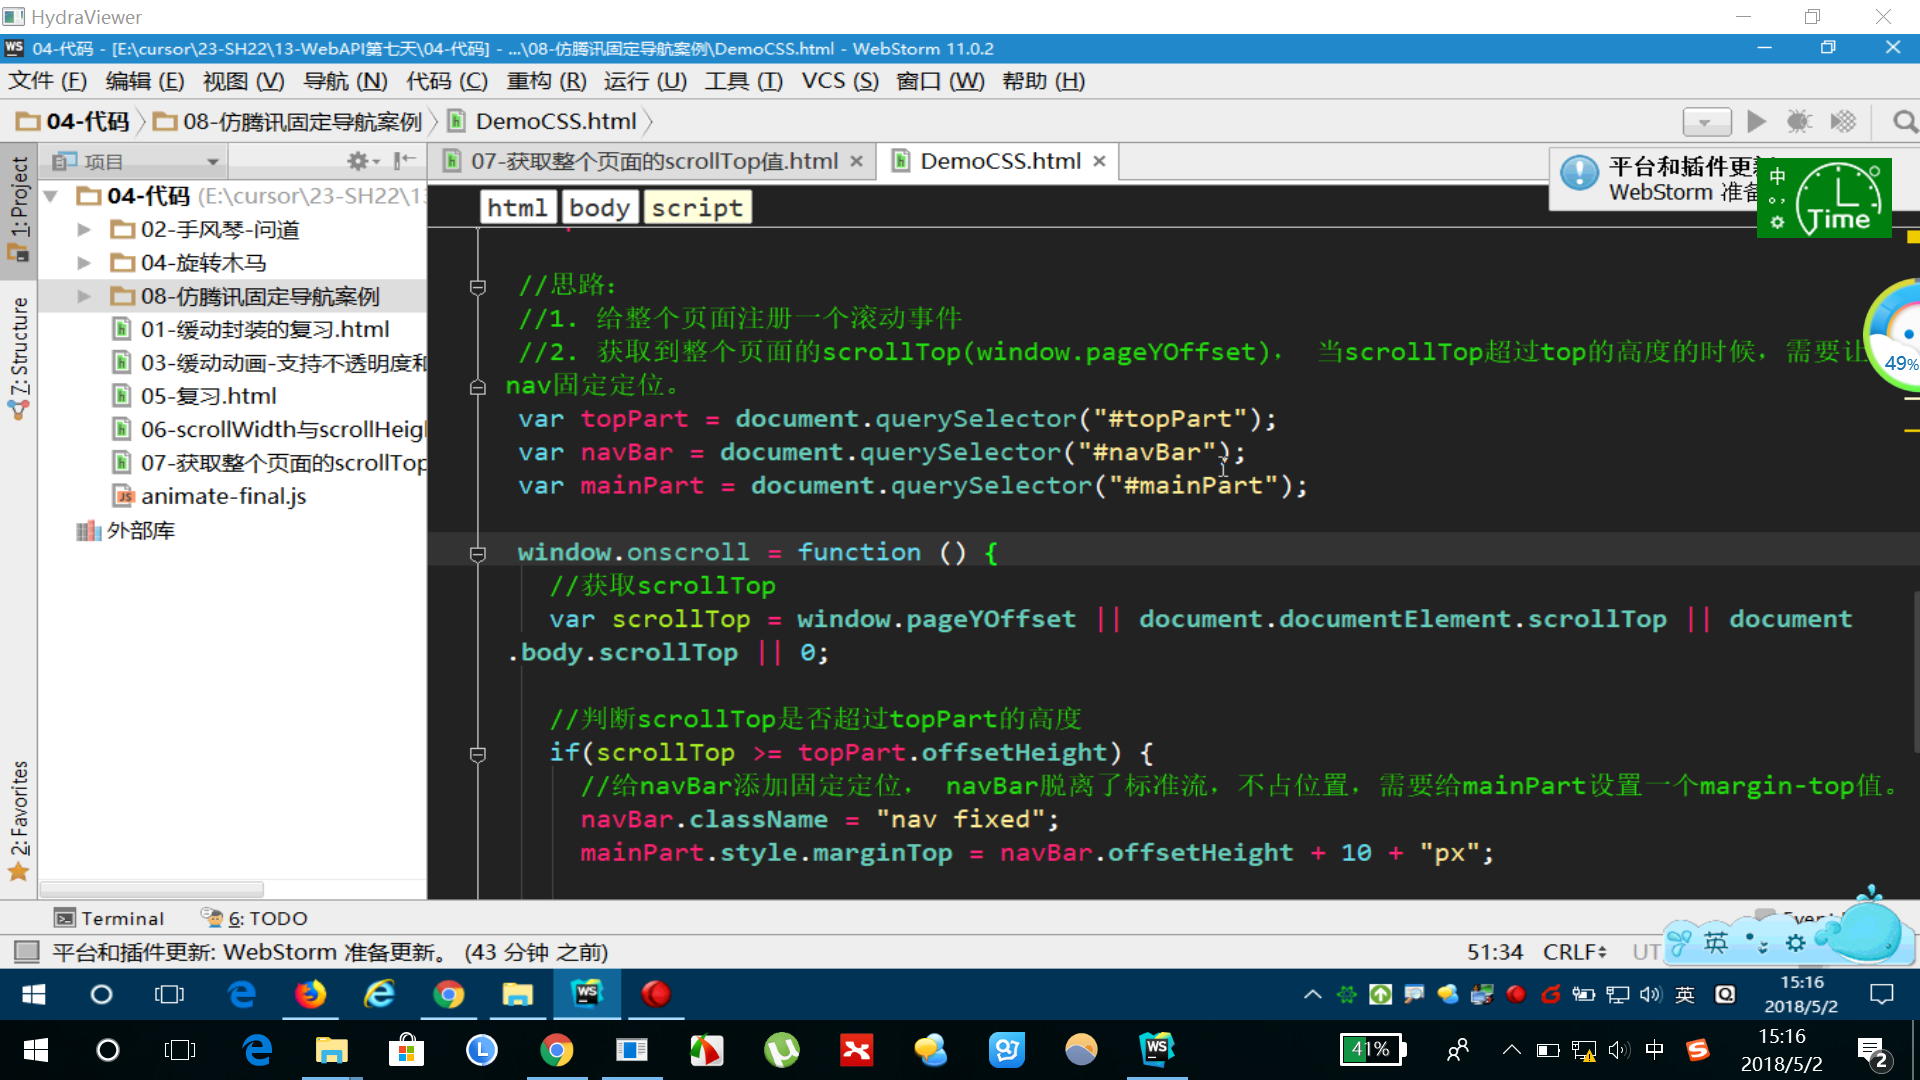 HydraViewer
WS 04-代码 - [E:\cursor\23-SH22\13-WebAPI第七天\04-代码] - ...\08-仿腾讯固定导航案例\DemoCSS.html - WebStorm 11.0.2
文件 (F) 编辑 (E) 视图 (V) 导航 (N) 代码 (C) 重构 (R) 运行 (U) 工具 (T) VCS (S) 窗口 (W) 帮助 (H)
04-代码 08-仿腾讯固定导航案例 DemoCSS.html
项目
07-获取整个页面的scrollTop值.html
DemoCSS.html
平台和插件更新
WebStorm 准备
中
Time
1: Project
7: Structure
2: Favorites
04-代码 (E:\cursor\23-SH22\13
02-手风琴-问道
04-旋转木马
08-仿腾讯固定导航案例
01-缓动封装的复习.html
03-缓动动画-支持不透明度和
05-复习.html
06-scrollWidth与scrollHeigh
07-获取整个页面的scrollTop
animate-final.js
外部库
html body script
//思路：
//1. 给整个页面注册一个滚动事件
//2. 获取到整个页面的scrollTop(window.pageYOffset)， 当scrollTop超过top的高度的时候，需要让
nav固定定位。
var topPart = document.querySelector("#topPart");
var navBar = document.querySelector("#navBar");
var mainPart = document.querySelector("#mainPart");
window.onscroll = function () {
//获取scrollTop
var scrollTop = window.pageYOffset || document.documentElement.scrollTop || document
.body.scrollTop || 0;
//判断scrollTop是否超过topPart的高度
if(scrollTop >= topPart.offsetHeight) {
//给navBar添加固定定位， navBar脱离了标准流，不占位置，需要给mainPart设置一个margin-top值。
navBar.className = "nav fixed";
mainPart.style.marginTop = navBar.offsetHeight + 10 + "px";
49%
Terminal 6: TODO
平台和插件更新: WebStorm 准备更新。 (43 分钟 之前)
51:34 CRLF UT
英
英
15:16
2018/5/2
41%
中
15:16
2018/5/2
2